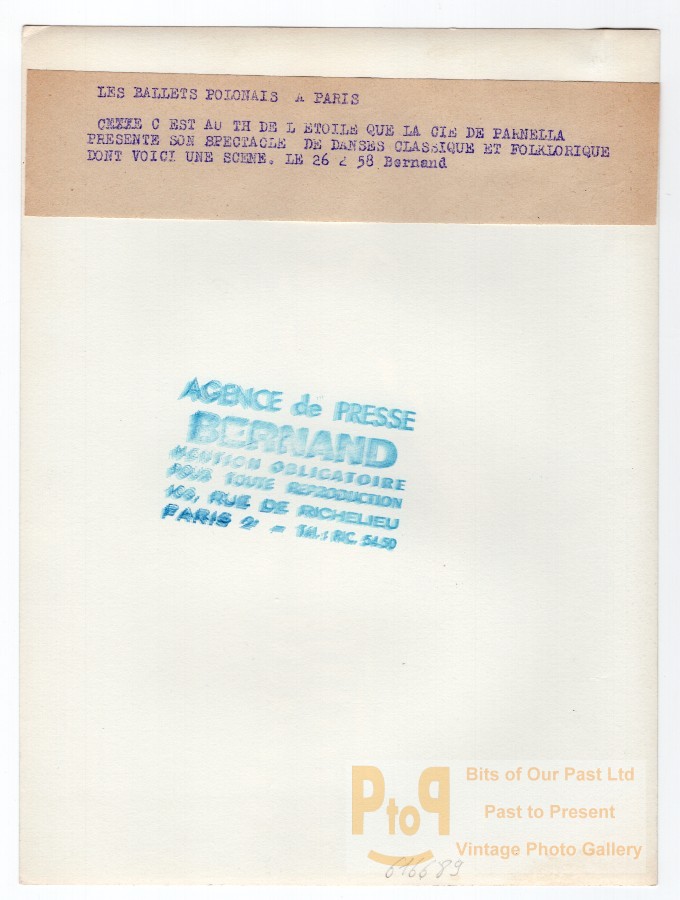 LES BALLETS POLONAIS A PARIS
C EST AU TH DE L ETOILE QUE LA CIE DE PARNELLA
PRESENTE SON SPECTACLE DE DANSES CLASSIQUE ET FOLKLORIQUE
DONT VOICI UNE SCENE. LE 26 2 58 Bernand
AGENCE de PRESSE
BERNAND
MENTION OBLIGATOIRE
POUR TOUTE REPRODUCTION
RUE DE RICHELIEU
PARIS 2e - Tél.: RIC. 54-50
PtoP
Bits of Our Past Ltd
Past to Present
Vintage Photo Gallery
616689